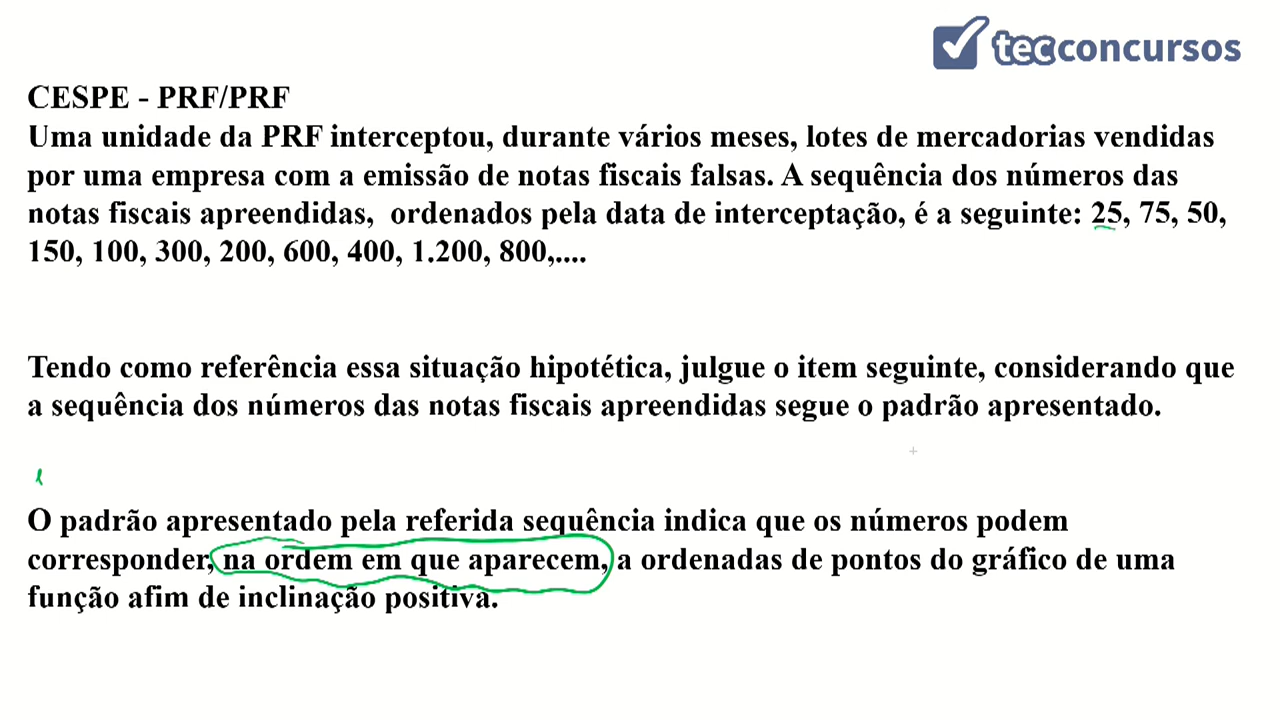 tecconcursos
CESPE - PRF/PRF
Uma unidade da PRF interceptou, durante vários meses, lotes de mercadorias vendidas
por uma empresa com a emissão de notas fiscais falsas. A sequência dos números das
notas fiscais apreendidas, ordenados pela data de interceptação, é a seguinte: 25, 75, 50,
150, 100, 300, 200, 600, 400, 1.200, 800,....
Tendo como referência essa situação hipotética, julgue o item seguinte, considerando que
a sequência dos números das notas fiscais apreendidas segue o padrão apresentado.
O padrão apresentado pela referida sequência indica que os números podem
corresponder, na ordem em que aparecem, a ordenadas de pontos do gráfico de uma
função afim de inclinação positiva.